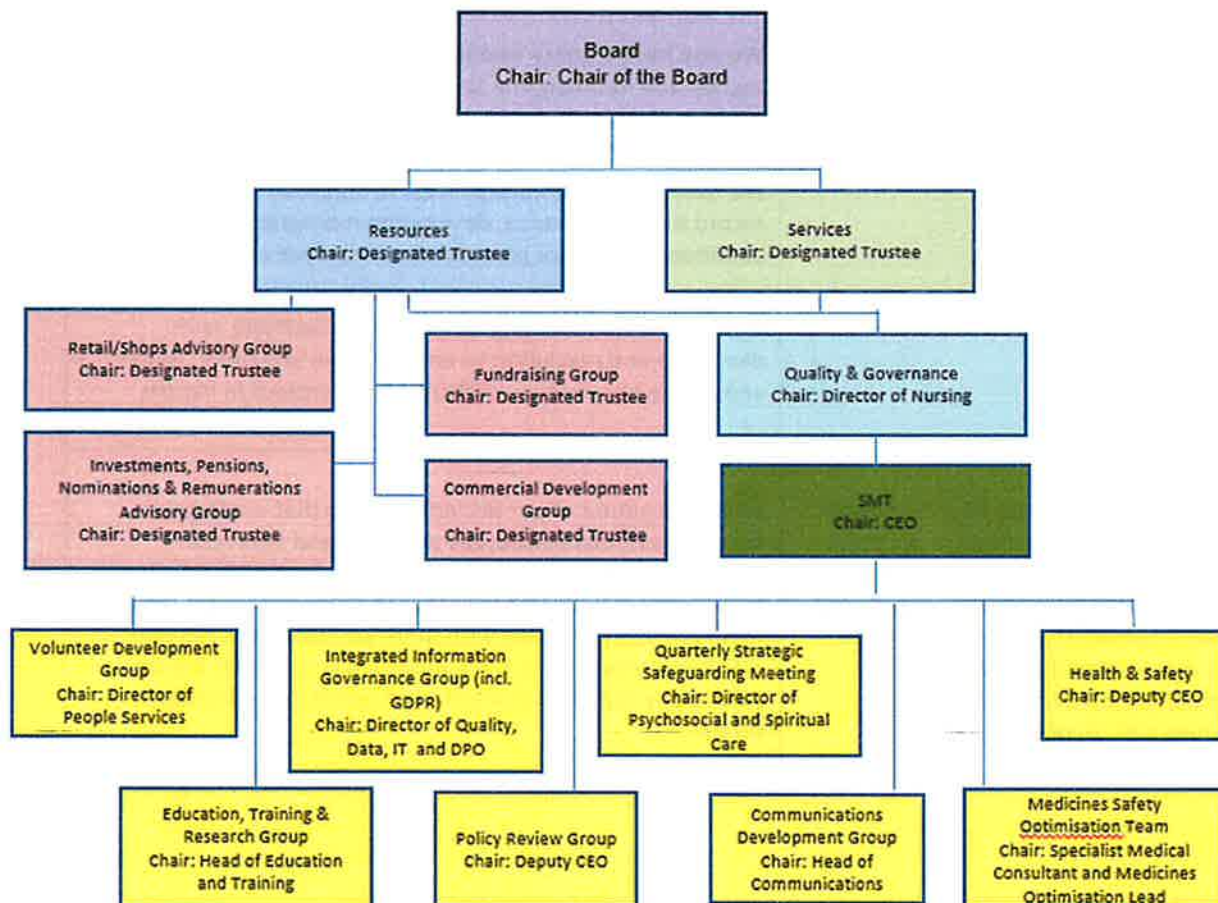 Board
Chair: Chair of the Board
Resources
Chair: Designated Trustee
Services
Chair: Designated Trustee
Retail/Shops Advisory Group
Chair: Designated Trustee
Fundraising Group
Chair: Designated Trustee
Quality & Governance
Chair: Director of Nursing
Investments, Pensions,
Nominations & Remunerations
Advisory Group
Chair: Designated Trustee
Commercial Development
Group
Chair: Designated Trustee
SMT
Chair: CEO
Volunteer Development
Group
Chair: Director of
People Services
Integrated Information
Governance Group (incl.
GDPR)
Chair: Director of Quality,
Data, IT and DPO
Quarterly Strategic
Safeguarding Meeting
Chair: Director of
Psychosocial and Spiritual
Care
Health & Safety
Chair: Deputy CEO
Education, Training &
Research Group
Chair: Head of Education
and Training
Policy Review Group
Chair: Deputy CEO
Communications
Development Group
Chair: Head of
Communications
Medicines Safety
Optimisation Team
Chair: Specialist Medical
Consultant and Medicines
Optimisation Lead